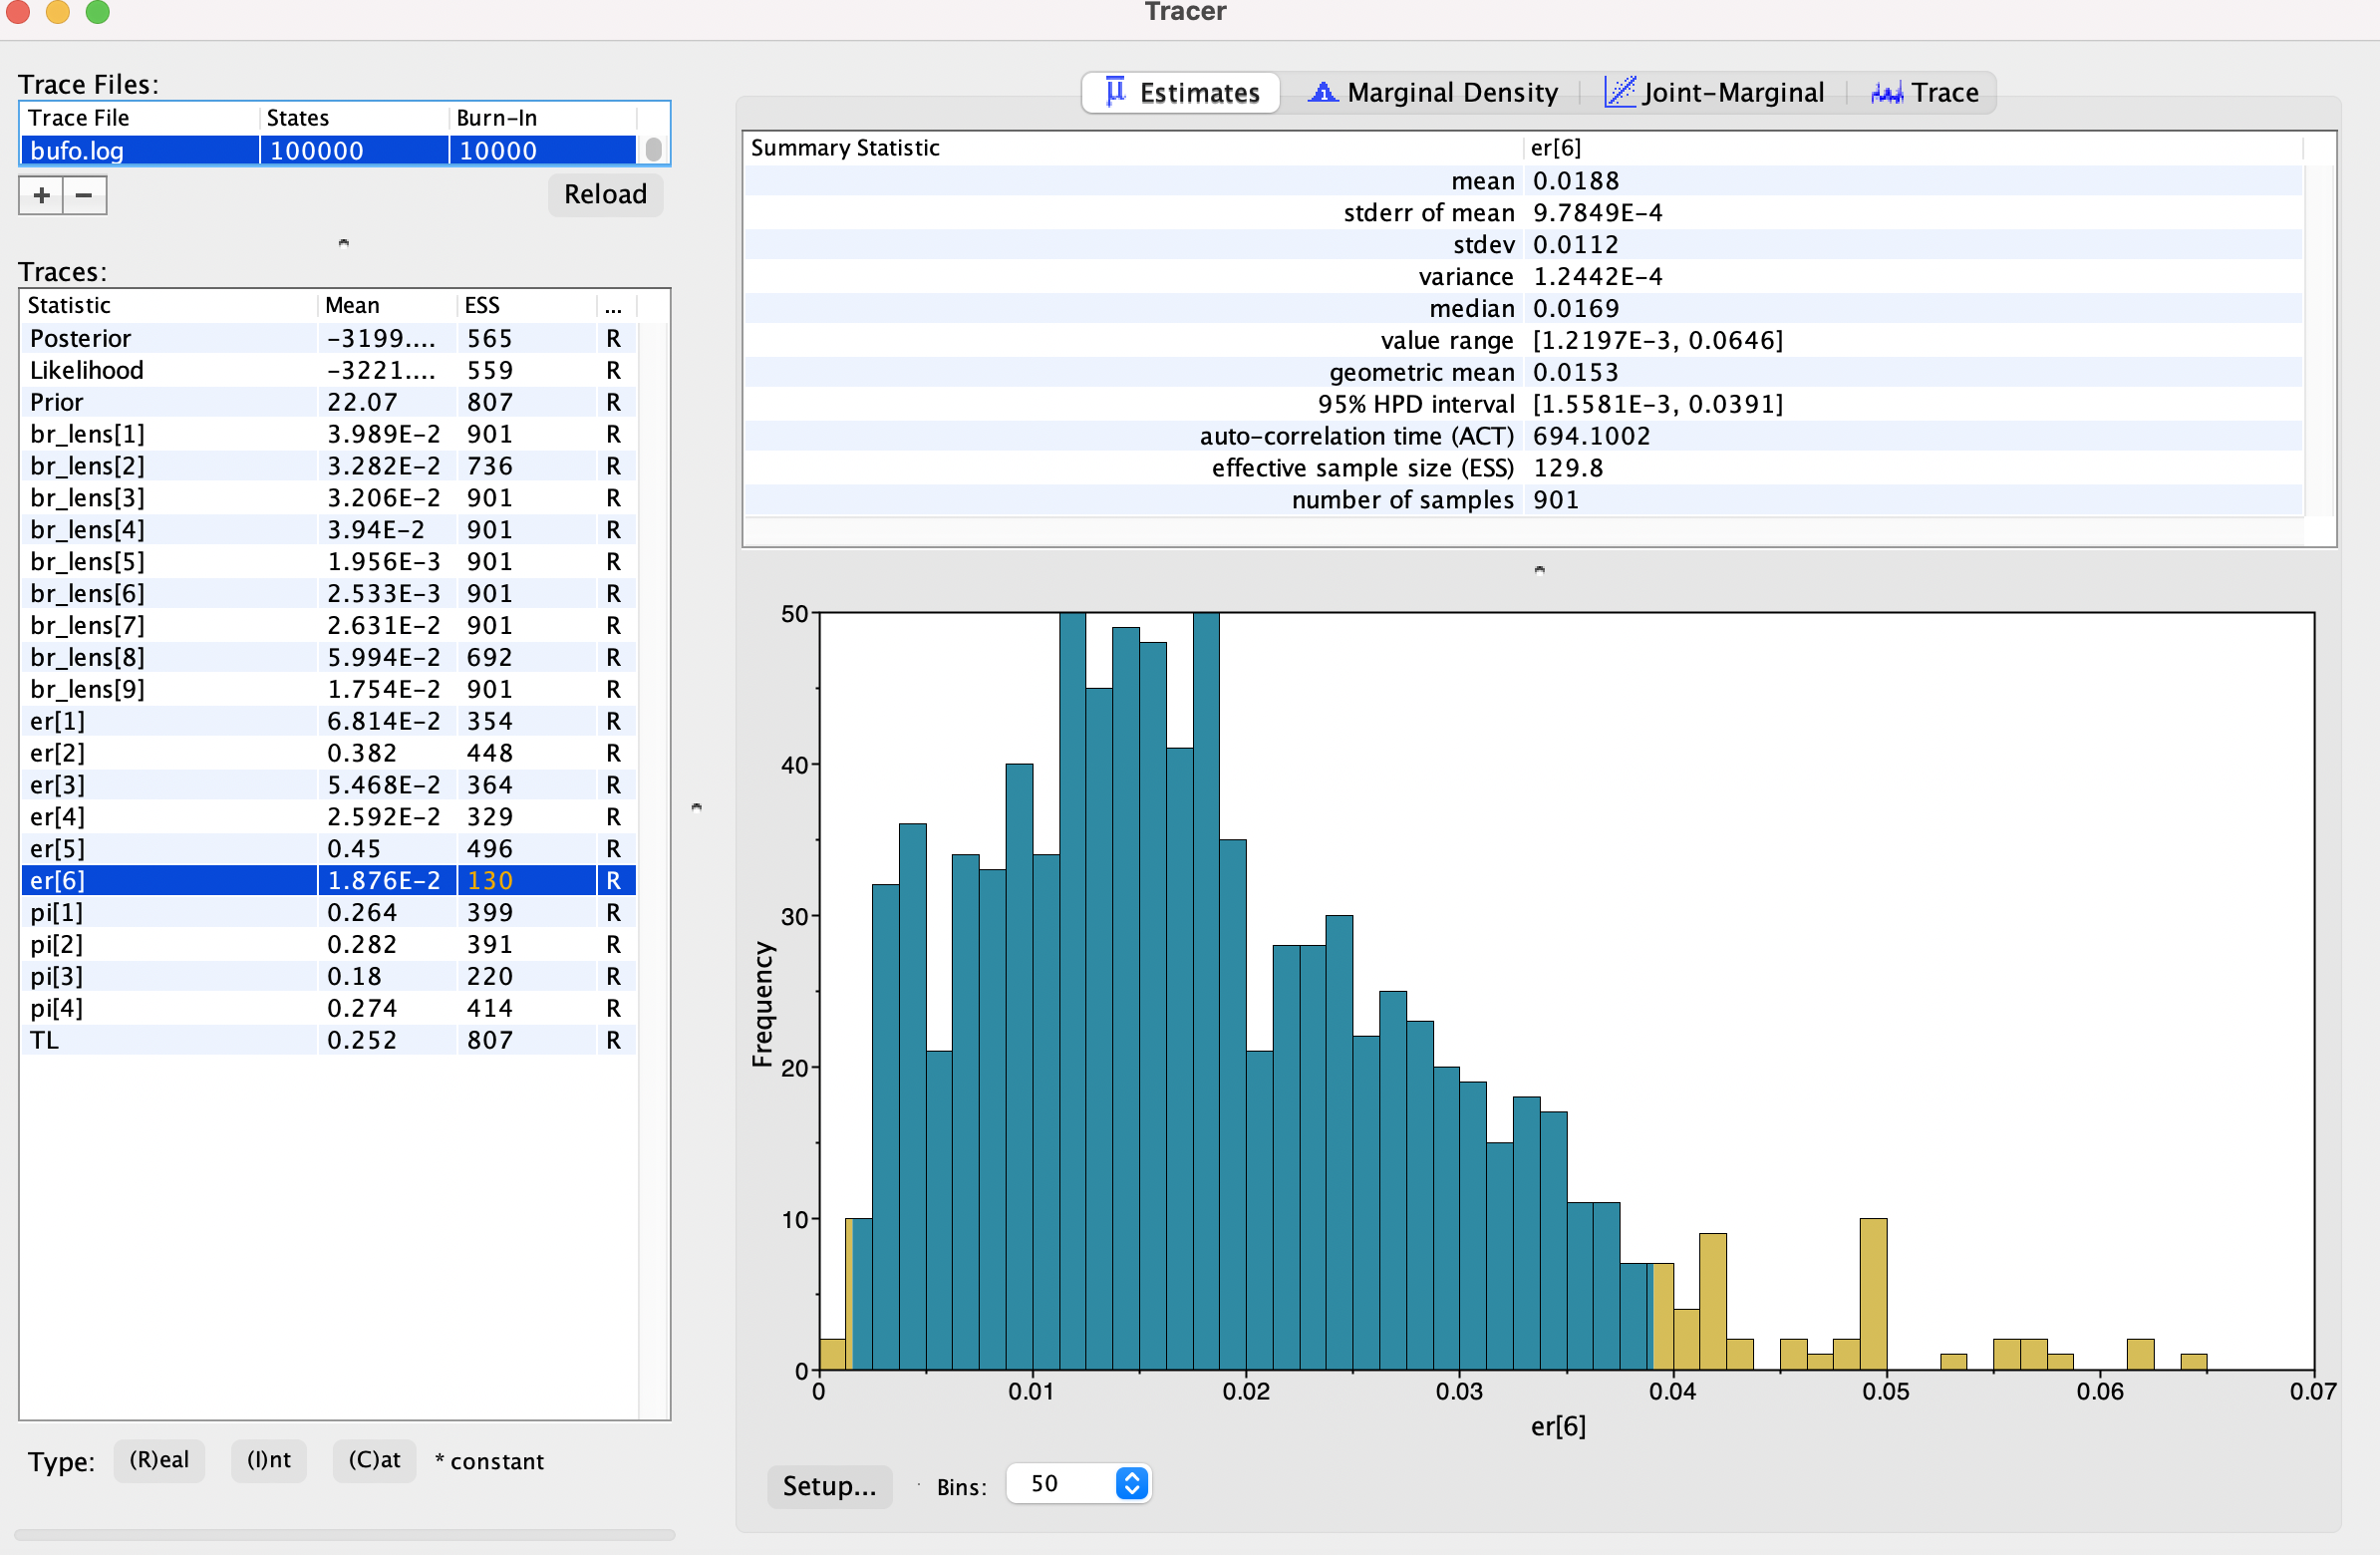 Tracer
Trace Files:
Trace File States Burn-In
bufo.log 100000 10000
+ −
Reload
Traces:
Statistic Mean ESS ...
Posterior -3199.... 565 R
Likelihood -3221.... 559 R
Prior 22.07 807 R
br_lens[1] 3.989E-2 901 R
br_lens[2] 3.282E-2 736 R
br_lens[3] 3.206E-2 901 R
br_lens[4] 3.94E-2 901 R
br_lens[5] 1.956E-3 901 R
br_lens[6] 2.533E-3 901 R
br_lens[7] 2.631E-2 901 R
br_lens[8] 5.994E-2 692 R
br_lens[9] 1.754E-2 901 R
er[1] 6.814E-2 354 R
er[2] 0.382 448 R
er[3] 5.468E-2 364 R
er[4] 2.592E-2 329 R
er[5] 0.45 496 R
er[6] 1.876E-2 130 R
pi[1] 0.264 399 R
pi[2] 0.282 391 R
pi[3] 0.18 220 R
pi[4] 0.274 414 R
TL 0.252 807 R
Type: (R)eal (I)nt (C)at * constant
Estimates Marginal Density Joint-Marginal Trace
Summary Statistic er[6]
mean 0.0188
stderr of mean 9.7849E-4
stdev 0.0112
variance 1.2442E-4
median 0.0169
value range [1.2197E-3, 0.0646]
geometric mean 0.0153
95% HPD interval [1.5581E-3, 0.0391]
auto-correlation time (ACT) 694.1002
effective sample size (ESS) 129.8
number of samples 901
50
40
30
20
10
0
Frequency
0 0.01 0.02 0.03 0.04 0.05 0.06 0.07
er[6]
Setup... Bins: 50